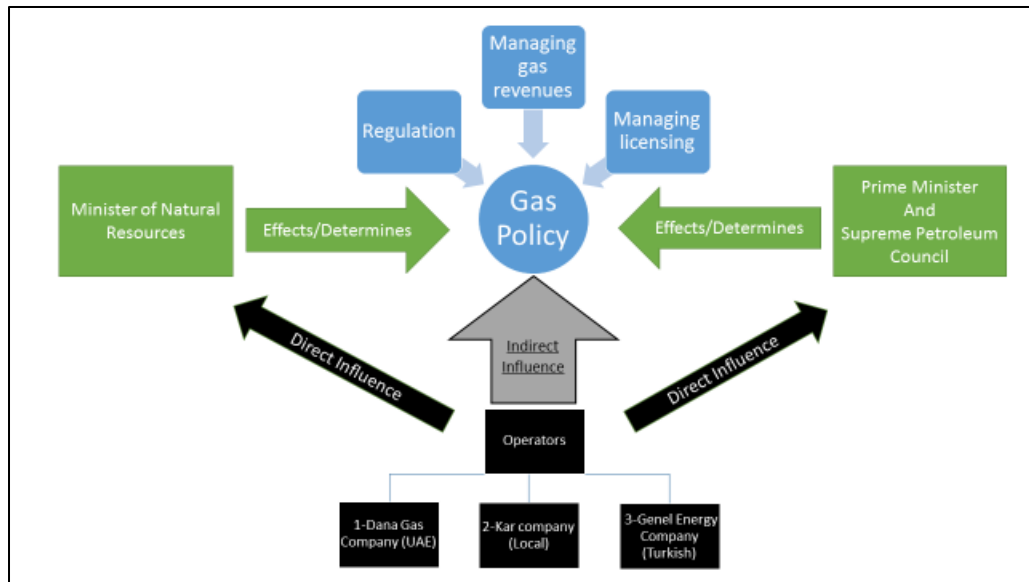 Managing
gas
revenues
Regulation
Managing
licensing
Minister of Natural
Resources
Effects/Determines
Gas
Policy
Effects/Determines
Prime Minister
And
Supreme Petroleum
Council
Direct Influence
Indirect
Influence
Direct Influence
Operators
1-Dana Gas
Company (UAE)
2-Kar company
(Local)
3-Genel Energy
Company
(Turkish)